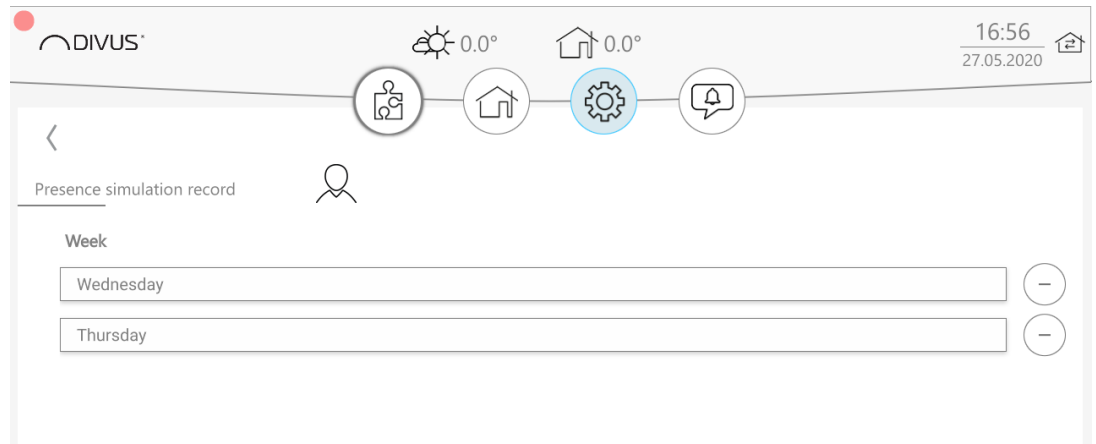 DIVUS
0.0°
0.0°
16:56
27.05.2020
Presence simulation record
Week
Wednesday
Thursday